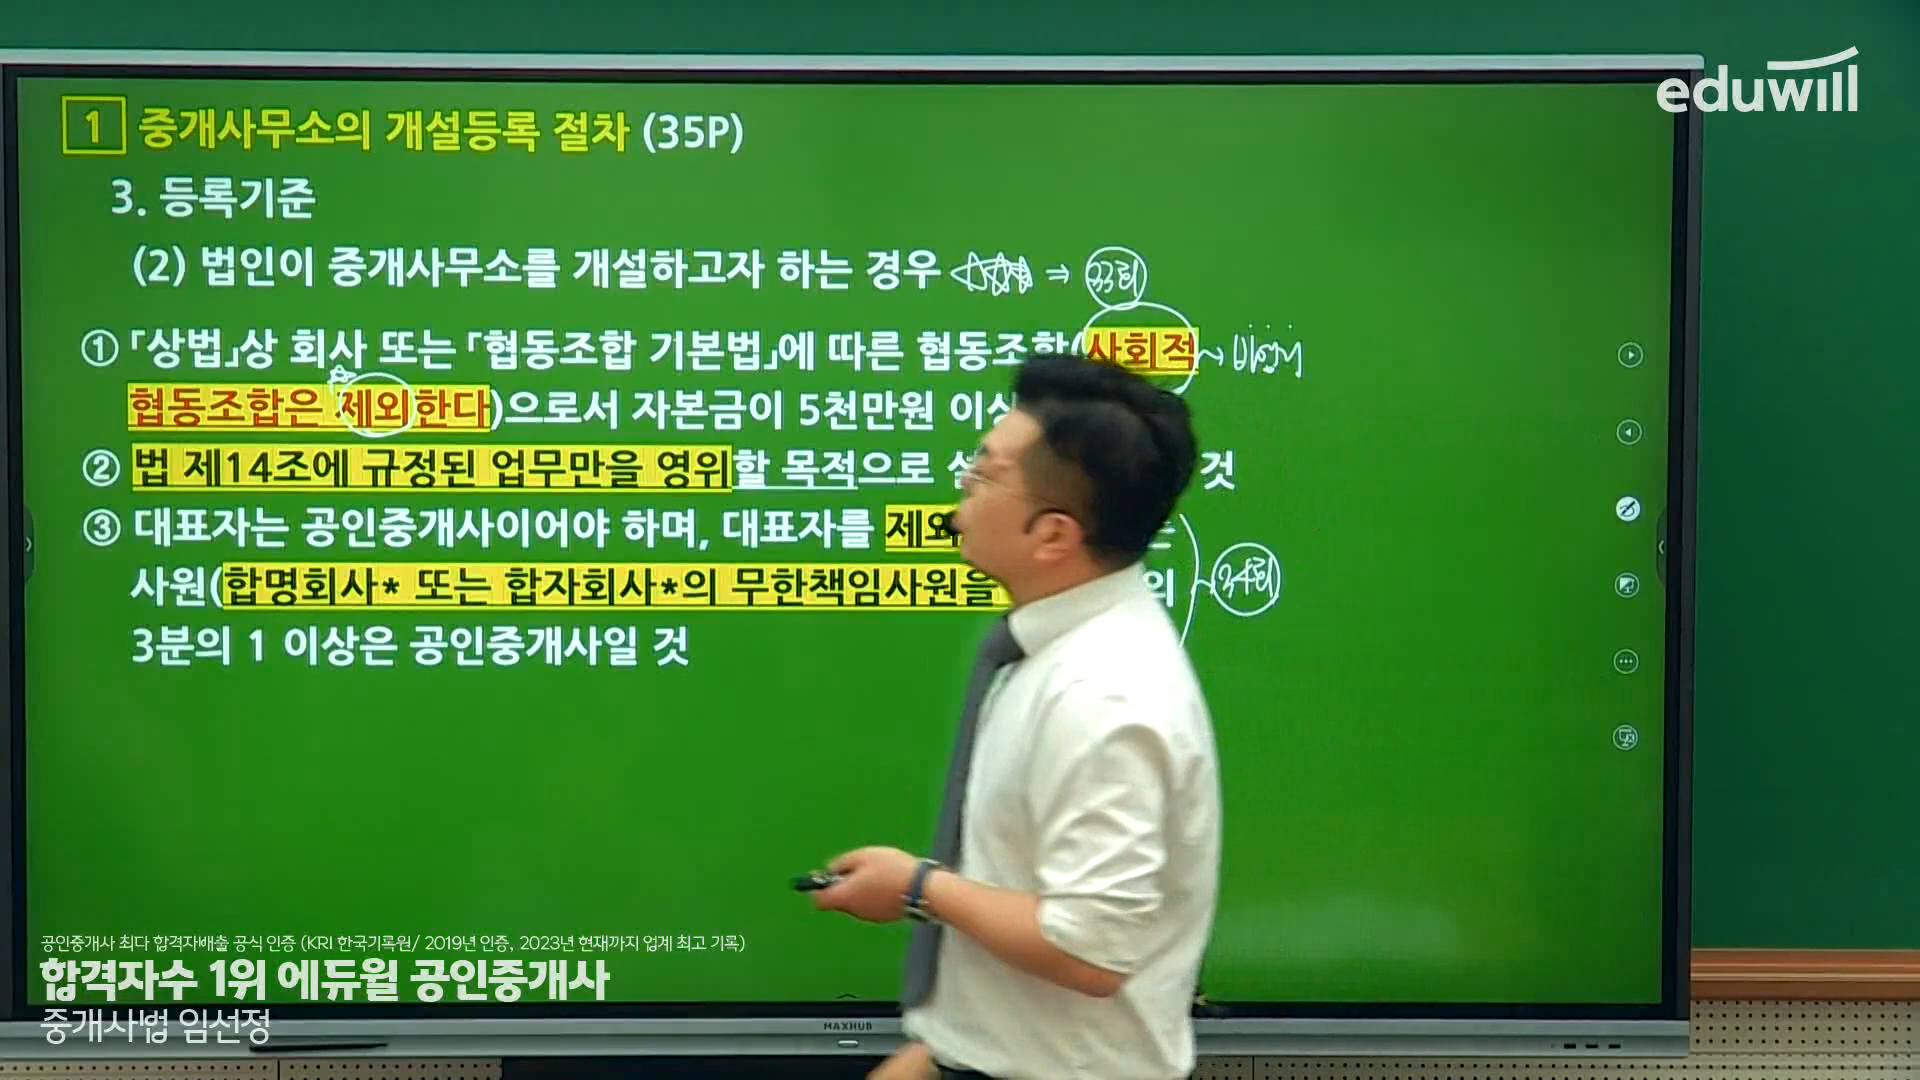 eduwill
1 중개사무소의 개설등록 절차 (35P)
3. 등록기준
(2) 법인이 중개사무소를 개설하고자 하는 경우 ⇒ 33회
① 「상법」상 회사 또는 「협동조합 기본법」에 따른 협동조합(사회적
협동조합은 제외한다)으로서 자본금이 5천만원 이상
② 법 제14조에 규정된 업무만을 영위할 목적으로 것
③ 대표자는 공인중개사이어야 하며, 대표자를 제외
사원(합명회사* 또는 합자회사*의 무한책임사원을 의 34회
3분의 1 이상은 공인중개사일 것
공인중개사 최다 합격자배출 공식 인증 (KRI 한국기록원/ 2019년 인증, 2023년 현재까지 업계 최고 기록)
합격자수 1위 에듀윌 공인중개사
중개사법 임선정
MAXHUB